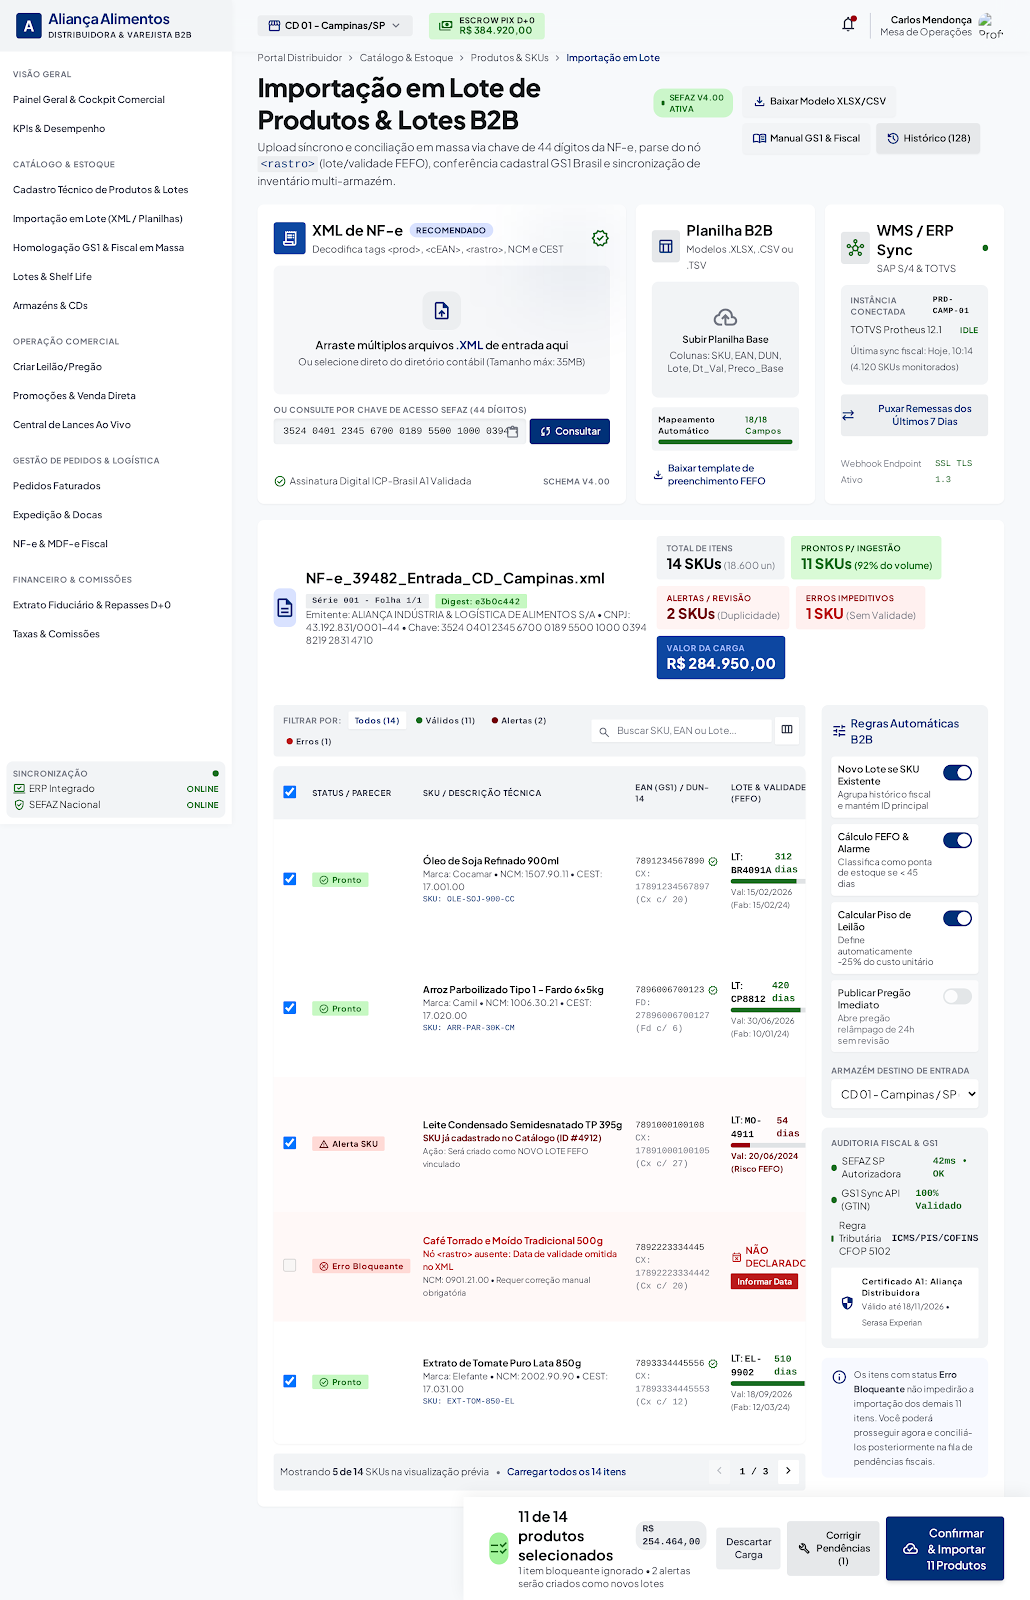 A
Aliança Alimentos
DISTRIBUIDORA & VAREJISTA B2B
CD 01 - Campinas/SP
ESCROW PIX D+0
R$ 384.920,00
Carlos Mendonça
Mesa de Operações
VISÃO GERAL
Painel Geral & Cockpit Comercial
KPIs & Desempenho
CATÁLOGO & ESTOQUE
Cadastro Técnico de Produtos & Lotes
Importação em Lote (XML / Planilhas)
Homologação GS1 & Fiscal em Massa
Lotes & Shelf Life
Armazéns & CDs
OPERAÇÃO COMERCIAL
Criar Leilão/Pregão
Promoções & Venda Direta
Central de Lances Ao Vivo
GESTÃO DE PEDIDOS & LOGÍSTICA
Pedidos Faturados
Expedição & Docas
NF-e & MDF-e Fiscal
FINANCEIRO & COMISSÕES
Extrato Fiduciário & Repasses D+0
Taxas & Comissões
SINCRONIZAÇÃO
ERP Integrado ONLINE
SEFAZ Nacional ONLINE
Portal Distribuidor > Catálogo & Estoque > Produtos & SKUs > Importação em Lote
Importação em Lote de
Produtos & Lotes B2B
Upload síncrono e conciliação em massa via chave de 44 dígitos da NF-e, parse do nó
<rastro> (lote/validade FEFO), conferência cadastral GS1 Brasil e sincronização de
inventário multi-armazém.
SEFAZ V4.00
ATIVA
Baixar Modelo XLSX/CSV
Manual GS1 & Fiscal
Histórico (128)
XML de NF-e RECOMENDADO
Decodifica tags <prod>, <cEAN>, <rastro>, NCM e CEST
Arraste múltiplos arquivos .XML de entrada aqui
Ou selecione direto do diretório contábil (Tamanho máx: 35MB)
OU CONSULTE POR CHAVE DE ACESSO SEFAZ (44 DÍGITOS)
3524 0401 2345 6700 0189 5500 1000 0394
Consultar
Assinatura Digital ICP-Brasil A1 Validada
SCHEMA V4.00
Planilha B2B
Modelos .XLSX, .CSV ou
.TSV
Subir Planilha Base
Colunas: SKU, EAN, DUN,
Lote, Dt_Val, Preco_Base
Mapeamento
Automático
18/18
Campos
Baixar template de
preenchimento FEFO
WMS / ERP
Sync
SAP S/4 & TOTVS
INSTÂNCIA
CONECTADA
PRD-
CAMP-01
TOTVS Protheus 12.1 IDLE
Última sync fiscal: Hoje, 10:14
(4.120 SKUs monitorados)
Puxar Remessas dos
Últimos 7 Dias
Webhook Endpoint
Ativo
SSL TLS
1.3
NF-e_39482_Entrada_CD_Campinas.xml
Série 001 - Folha 1/1
Digest: e3b0c442
Emitente: ALIANÇA INDÚSTRIA & LOGÍSTICA DE ALIMENTOS S/A • CNPJ:
43.192.831/0001-44 • Chave: 3524 0401 2345 6700 0189 5500 1000 0394
8219 2831 4710
TOTAL DE ITENS
14 SKUs (18.600 un)
PRONTOS P/ INGESTÃO
11 SKUs (92% do volume)
ALERTAS / REVISÃO
2 SKUs (Duplicidade)
ERROS IMPEDITIVOS
1 SKU (Sem Validade)
VALOR DA CARGA
R$ 284.950,00
FILTRAR POR: Todos (14) Válidos (11) Alertas (2)
Erros (1)
Buscar SKU, EAN ou Lote...
STATUS / PARECER
SKU / DESCRIÇÃO TÉCNICA
EAN (GS1) / DUN-
14
LOTE & VALIDADE
(FEFO)
Pronto
Óleo de Soja Refinado 900ml
Marca: Cocamar • NCM: 1507.90.11 • CEST:
17.001.00
SKU: OLE-SOJ-900-CC
7891234567890
CX:
17891234567897
(Cx c/ 20)
LT:
BR4091A
312
dias
Val: 15/02/2026
(Fab: 15/02/24)
Pronto
Arroz Parboilizado Tipo 1 - Fardo 6x5kg
Marca: Camil • NCM: 1006.30.21 • CEST:
17.020.00
SKU: ARR-PAR-30K-CM
7896006700123
FD:
27896006700127
(Fd c/ 6)
LT:
CP8812
420
dias
Val: 30/06/2026
(Fab: 10/01/24)
Alerta SKU
Leite Condensado Semidesnatado TP 395g
SKU já cadastrado no Catálogo (ID #4912)
Ação: Será criado como NOVO LOTE FEFO
vinculado
7891000100108
CX:
17891000100105
(Cx c/ 27)
LT: MO-
4911
54
dias
Val: 20/06/2024
(Risco FEFO)
Erro Bloqueante
Café Torrado e Moído Tradicional 500g
Nó <rastro> ausente: Data de validade omitida
no XML
NCM: 0901.21.00 • Requer correção manual
obrigatória
7892223334445
CX:
17892223334442
(Cx c/ 20)
NÃO
DECLARADO
Informar Data
Pronto
Extrato de Tomate Puro Lata 850g
Marca: Elefante • NCM: 2002.90.90 • CEST:
17.031.00
SKU: EXT-TOM-850-EL
7893334445556
CX:
17893334445553
(Cx c/ 12)
LT: EL-
9902
510
dias
Val: 18/09/2026
(Fab: 12/03/24)
Mostrando 5 de 14 SKUs na visualização prévia • Carregar todos os 14 itens
1 / 3
Regras Automáticas
B2B
Novo Lote se SKU
Existente
Agrupa histórico fiscal
e mantém ID principal
Cálculo FEFO &
Alarme
Classifica como ponta
de estoque se < 45
dias
Calcular Piso de
Leilão
Define
automaticamente
-25% do custo unitário
Publicar Pregão
Imediato
Abre pregão
relâmpago de 24h
sem revisão
ARMAZÉM DESTINO DE ENTRADA
CD 01 - Campinas / SP
AUDITORIA FISCAL & GS1
SEFAZ SP
Autorizadora
42ms •
OK
GS1 Sync API
(GTIN)
100%
Validado
Regra
Tributária
CFOP 5102
ICMS/PIS/COFINS
Certificado A1: Aliança
Distribuidora
Válido até 18/11/2026 •
Serasa Experian
Os itens com status Erro
Bloqueante não impedirão a
importação dos demais 11
itens. Você poderá
prosseguir agora e conciliá-
los posteriormente na fila de
pendências fiscais.
11 de 14
produtos
selecionados
R$
254.464,00
1 item bloqueante ignorado • 2 alertas
serão criados como novos lotes
Descartar
Carga
Corrigir
Pendências
(1)
Confirmar
& Importar
11 Produtos